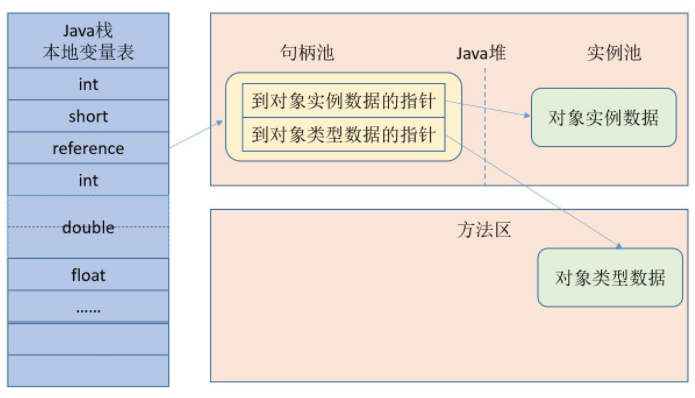 Java栈
本地变量表
int
short
reference
int
double
float
……
句柄池
Java堆
实例池
到对象实例数据的指针
到对象类型数据的指针
对象实例数据
方法区
对象类型数据